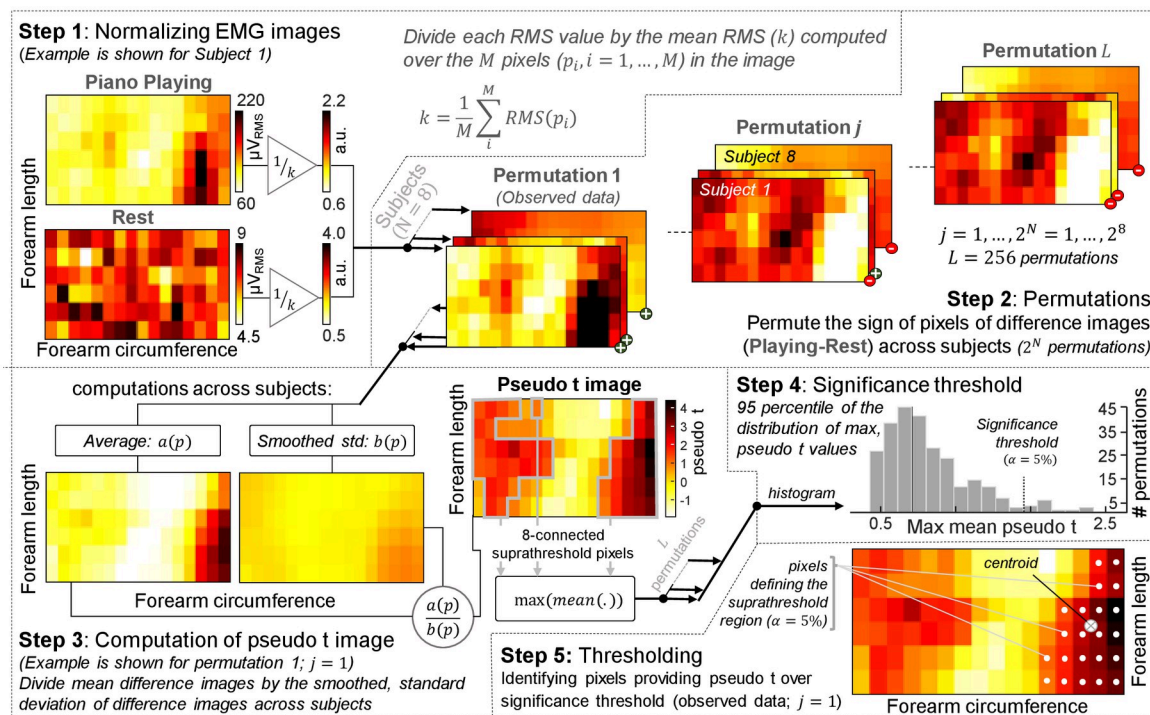 Step 1: Normalizing EMG images
(Example is shown for Subject 1)
Piano Playing
220
μV_RMS
60
1/k
2.2
a.u.
0.6
Rest
9
μV_RMS
4.5
1/k
4.0
a.u.
0.5
Forearm length
Forearm circumference
Divide each RMS value by the mean RMS (k) computed
over the M pixels (p_i, i = 1, ..., M) in the image
k = 1/M ∑_i^M RMS(p_i)
Subjects
(N = 8)
Permutation 1
(Observed data)
Permutation j
Subject 8
Subject 1
Permutation L
j = 1, ..., 2^N = 1, ..., 2^8
L = 256 permutations
Step 2: Permutations
Permute the sign of pixels of difference images
(Playing-Rest) across subjects (2^N permutations)
computations across subjects:
Average: a(p)
Smoothed std: b(p)
Forearm length
Forearm circumference
a(p)/b(p)
Step 3: Computation of pseudo t image
(Example is shown for permutation 1; j = 1)
Divide mean difference images by the smoothed, standard
deviation of difference images across subjects
Pseudo t image
Forearm length
4
3
2
1
0
-1
pseudo t
8-connected
suprathreshold pixels
max(mean(.))
L
permutations
histogram
Step 4: Significance threshold
95 percentile of the
distribution of max,
pseudo t values
Significance
threshold
(α = 5%)
45
35
25
15
5
# permutations
0.5
Max mean pseudo t
2.5
pixels
defining the
suprathreshold
region (α = 5%)
centroid
Forearm length
Forearm circumference
Step 5: Thresholding
Identifying pixels providing pseudo t over
significance threshold (observed data; j = 1)